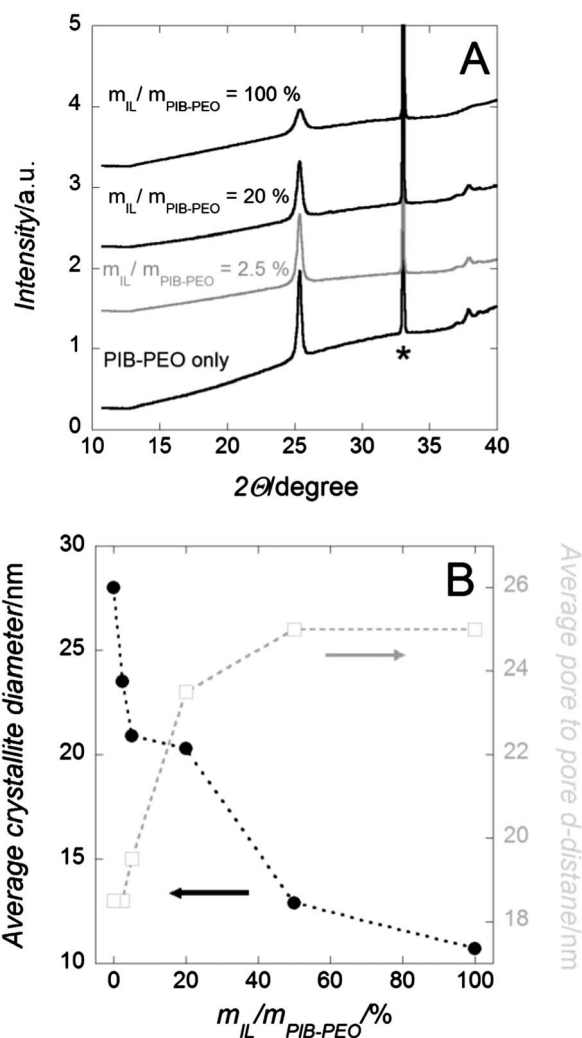 A
5
4
3
2
1
0
Intensity/a.u.
m_IL/ m_PIB-PEO = 100 %
m_IL/ m_PIB-PEO = 20 %
m_IL/ m_PIB-PEO = 2.5 %
PIB-PEO only
*
10 15 20 25 30 35 40
2Θ/degree
B
30
25
20
15
10
Average crystallite diameter/nm
26
24
22
20
18
Average pore to pore d-distane/nm
0 20 40 60 80 100
m_IL/m_PIB-PEO/%